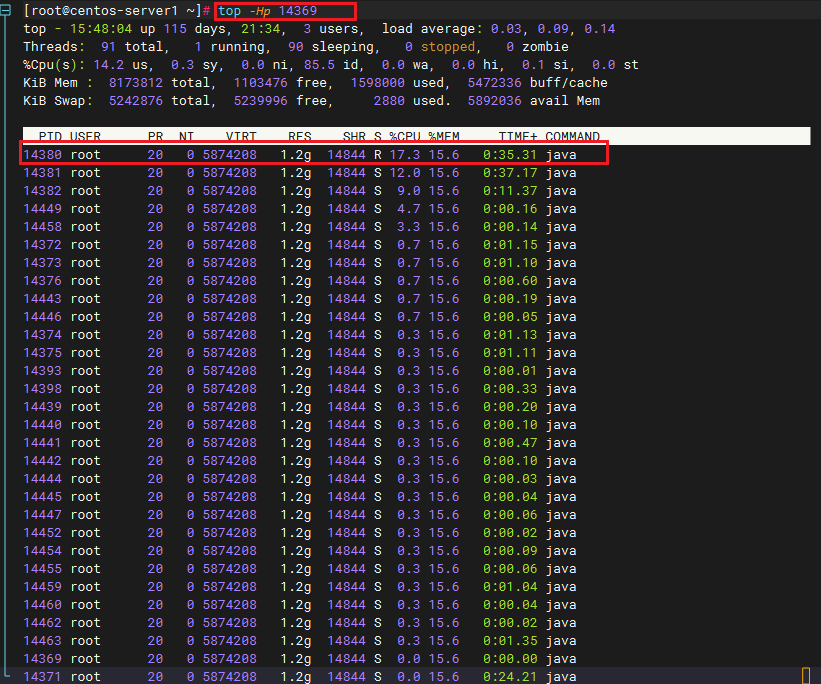 [root@centos-server1 ~]# top -Hp 14369
top - 15:48:04 up 115 days, 21:34,  3 users,  load average: 0.03, 0.09, 0.14
Threads:  91 total,   1 running,  90 sleeping,   0 stopped,   0 zombie
%Cpu(s): 14.2 us,  0.3 sy,  0.0 ni, 85.5 id,  0.0 wa,  0.0 hi,  0.1 si,  0.0 st
KiB Mem :  8173812 total,  1103476 free,  1598000 used,  5472336 buff/cache
KiB Swap:  5242876 total,  5239996 free,     2880 used.  5892036 avail Mem
PID USER      PR  NI    VIRT    RES    SHR S %CPU %MEM     TIME+ COMMAND
14380 root      20   0 5874208   1.2g  14844 R 17.3 15.6   0:35.31 java
14381 root      20   0 5874208   1.2g  14844 S 12.0 15.6   0:37.17 java
14382 root      20   0 5874208   1.2g  14844 S  9.0 15.6   0:11.37 java
14449 root      20   0 5874208   1.2g  14844 S  4.7 15.6   0:00.16 java
14458 root      20   0 5874208   1.2g  14844 S  3.3 15.6   0:00.14 java
14372 root      20   0 5874208   1.2g  14844 S  0.7 15.6   0:01.15 java
14373 root      20   0 5874208   1.2g  14844 S  0.7 15.6   0:01.10 java
14376 root      20   0 5874208   1.2g  14844 S  0.7 15.6   0:00.60 java
14443 root      20   0 5874208   1.2g  14844 S  0.7 15.6   0:00.19 java
14446 root      20   0 5874208   1.2g  14844 S  0.7 15.6   0:00.05 java
14374 root      20   0 5874208   1.2g  14844 S  0.3 15.6   0:01.13 java
14375 root      20   0 5874208   1.2g  14844 S  0.3 15.6   0:01.11 java
14393 root      20   0 5874208   1.2g  14844 S  0.3 15.6   0:00.01 java
14398 root      20   0 5874208   1.2g  14844 S  0.3 15.6   0:00.33 java
14439 root      20   0 5874208   1.2g  14844 S  0.3 15.6   0:00.20 java
14440 root      20   0 5874208   1.2g  14844 S  0.3 15.6   0:00.10 java
14441 root      20   0 5874208   1.2g  14844 S  0.3 15.6   0:00.47 java
14442 root      20   0 5874208   1.2g  14844 S  0.3 15.6   0:00.10 java
14444 root      20   0 5874208   1.2g  14844 S  0.3 15.6   0:00.03 java
14445 root      20   0 5874208   1.2g  14844 S  0.3 15.6   0:00.04 java
14447 root      20   0 5874208   1.2g  14844 S  0.3 15.6   0:00.06 java
14452 root      20   0 5874208   1.2g  14844 S  0.3 15.6   0:00.02 java
14454 root      20   0 5874208   1.2g  14844 S  0.3 15.6   0:00.09 java
14455 root      20   0 5874208   1.2g  14844 S  0.3 15.6   0:00.06 java
14459 root      20   0 5874208   1.2g  14844 S  0.3 15.6   0:01.04 java
14460 root      20   0 5874208   1.2g  14844 S  0.3 15.6   0:00.04 java
14462 root      20   0 5874208   1.2g  14844 S  0.3 15.6   0:00.02 java
14463 root      20   0 5874208   1.2g  14844 S  0.3 15.6   0:01.35 java
14369 root      20   0 5874208   1.2g  14844 S  0.0 15.6   0:00.00 java
14371 root      20   0 5874208   1.2g  14844 S  0.0 15.6   0:24.21 java